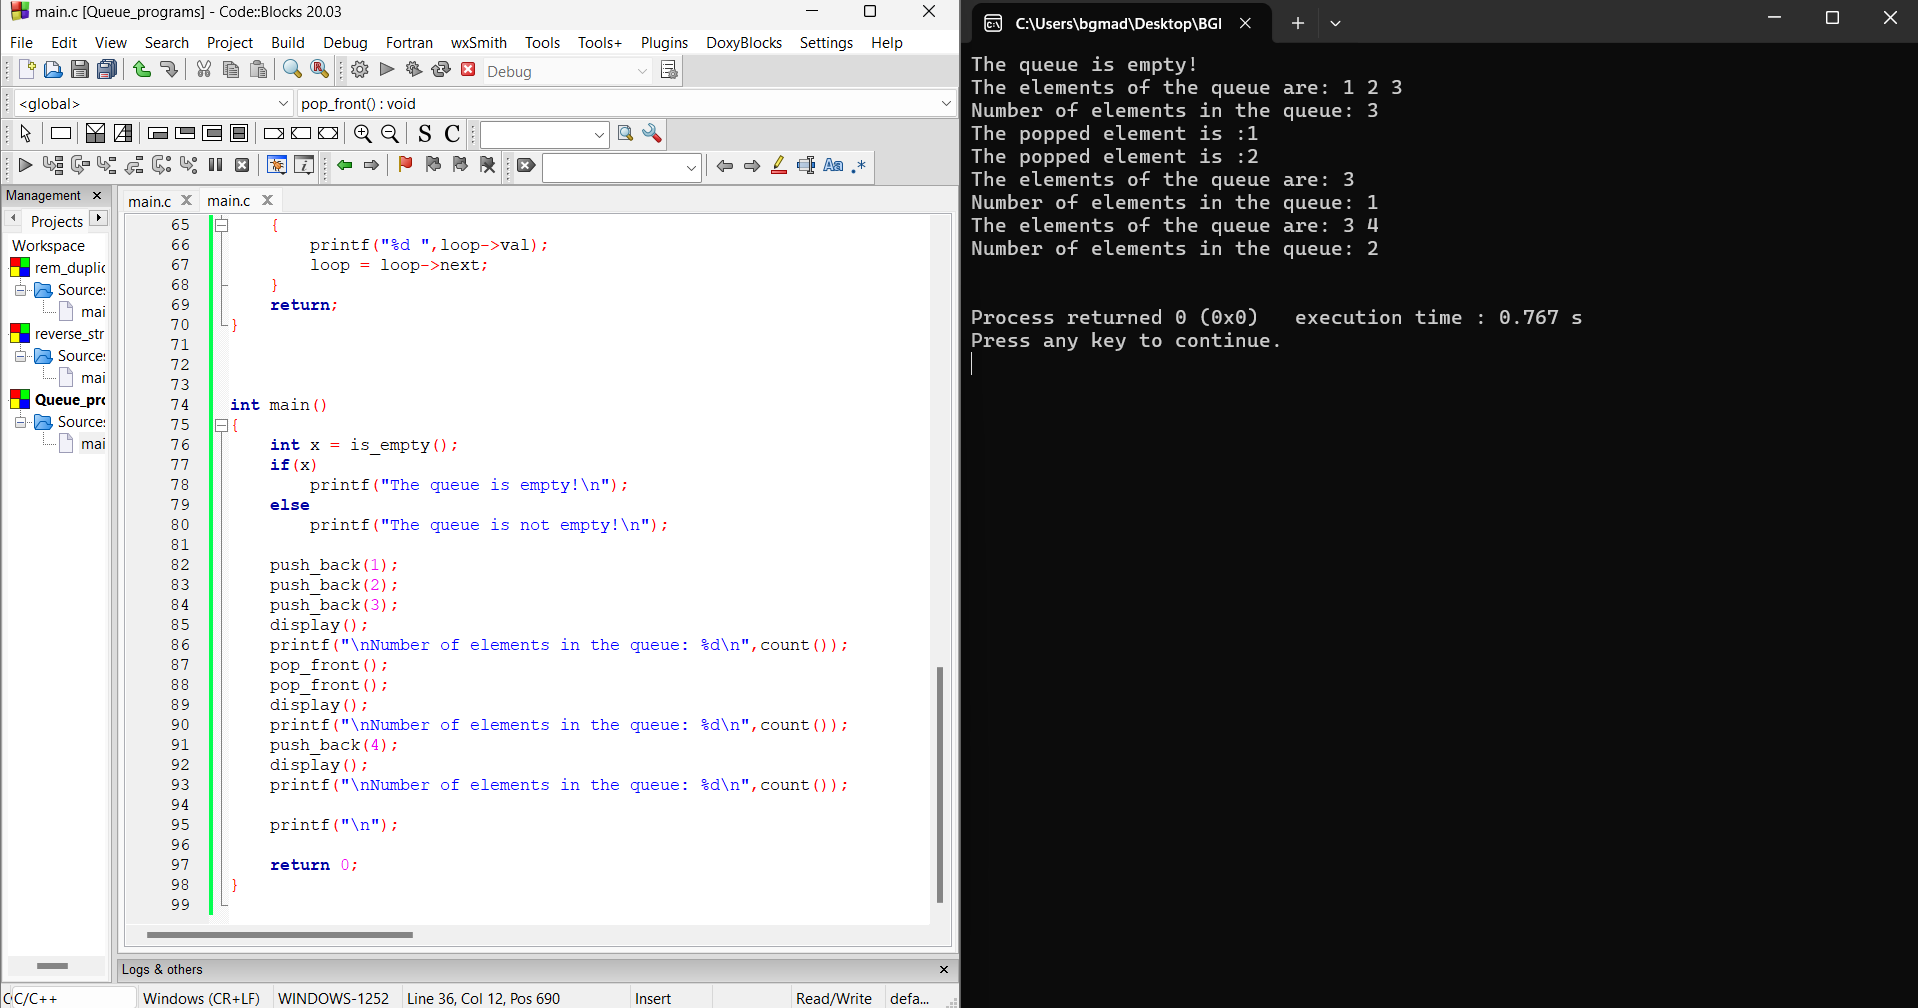 main.c [Queue_programs] - Code::Blocks 20.03
File Edit View Search Project Build Debug Fortran wxSmith Tools Tools+ Plugins DoxyBlocks Settings Help
Debug
<global> pop_front() : void
S C
Aa .*
Management
Projects
Workspace
rem_duplic
Sources
mai
reverse_str
Sources
mai
Queue_pro
Sources
mai
main.c main.c
65 {
66 printf("%d ",loop->val);
67 loop = loop->next;
68 }
69 return;
70 }
71
72
73
74 int main()
75 {
76 int x = is_empty();
77 if(x)
78 printf("The queue is empty!\n");
79 else
80 printf("The queue is not empty!\n");
81
82 push_back(1);
83 push_back(2);
84 push_back(3);
85 display();
86 printf("\nNumber of elements in the queue: %d\n",count());
87 pop_front();
88 pop_front();
89 display();
90 printf("\nNumber of elements in the queue: %d\n",count());
91 push_back(4);
92 display();
93 printf("\nNumber of elements in the queue: %d\n",count());
94
95 printf("\n");
96
97 return 0;
98 }
99
Logs & others
C/C++ Windows (CR+LF) WINDOWS-1252 Line 36, Col 12, Pos 690 Insert Read/Write defa...
C:\Users\bgmad\Desktop\BGI
The queue is empty!
The elements of the queue are: 1 2 3
Number of elements in the queue: 3
The popped element is :1
The popped element is :2
The elements of the queue are: 3
Number of elements in the queue: 1
The elements of the queue are: 3 4
Number of elements in the queue: 2
Process returned 0 (0x0)   execution time : 0.767 s
Press any key to continue.